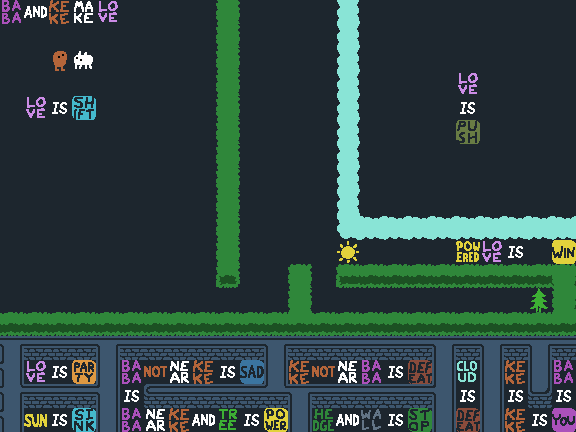 BABA AND KEKE MAKE LOVE
LOVE
LOVE IS SHIFT
IS
PUSH
POWERED LOVE IS WIN
LOVE IS PARTY
BABA NOT NEAR KEKE IS SAD
KEKE NOT NEAR BABA IS DEFEAT
CLOUD
KEKE
BABA
IS
IS
IS
IS
SUN IS SINK
BABA NEAR KEKE AND TREE IS POWER
HEDGE AND WALL IS STOP
DEFEAT
KEKE IS YOU